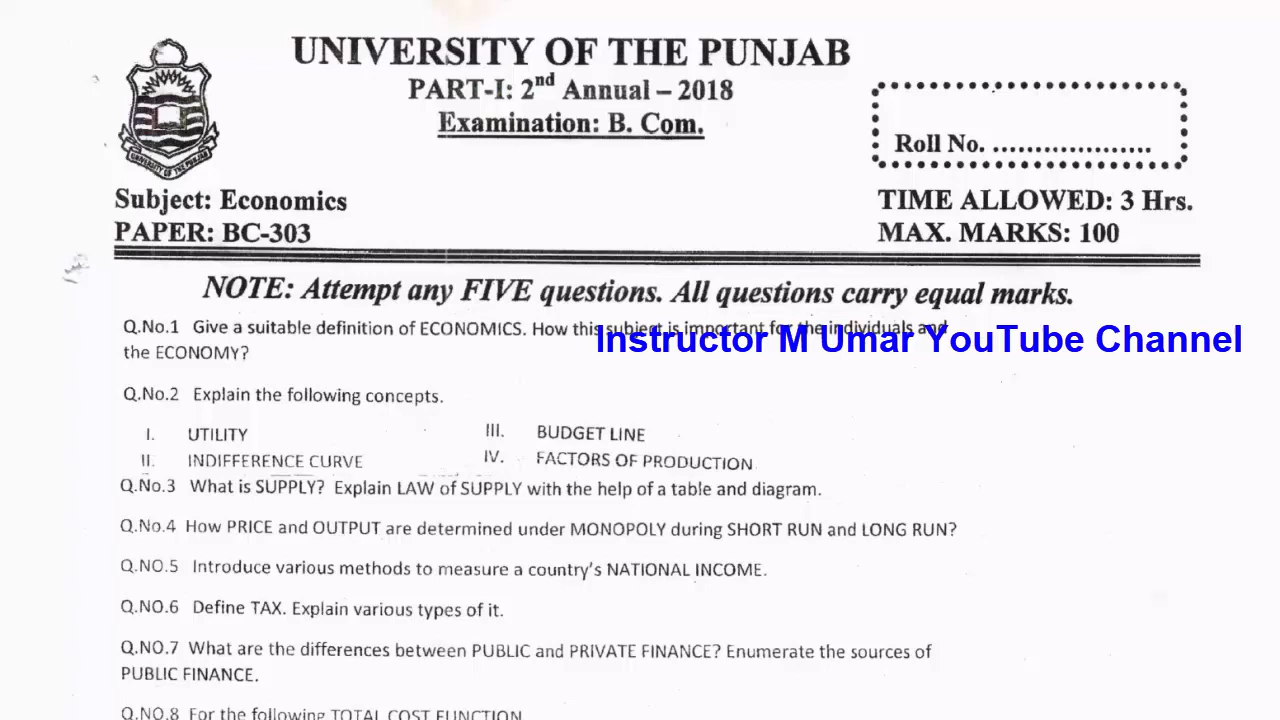 UNIVERSITY OF THE PUNJAB
PART-I: 2nd Annual – 2018
Examination: B. Com.
Roll No. ...................
UNIVERSITY OF THE PUNJAB
Subject: Economics
TIME ALLOWED: 3 Hrs.
PAPER: BC-303
MAX. MARKS: 100
NOTE: Attempt any FIVE questions. All questions carry equal marks.
Q.No.1 Give a suitable definition of ECONOMICS. How this subject is important for the individuals and
Instructor M Umar YouTube Channel
the ECONOMY?
Q.No.2 Explain the following concepts.
I. UTILITY
III. BUDGET LINE
II. INDIFFERENCE CURVE
IV. FACTORS OF PRODUCTION
Q.No.3 What is SUPPLY? Explain LAW of SUPPLY with the help of a table and diagram.
Q.No.4 How PRICE and OUTPUT are determined under MONOPOLY during SHORT RUN and LONG RUN?
Q.NO.5 Introduce various methods to measure a country's NATIONAL INCOME.
Q.NO.6 Define TAX. Explain various types of it.
Q.NO.7 What are the differences between PUBLIC and PRIVATE FINANCE? Enumerate the sources of
PUBLIC FINANCE.
Q.NO.8 For the following TOTAL COST FUNCTION